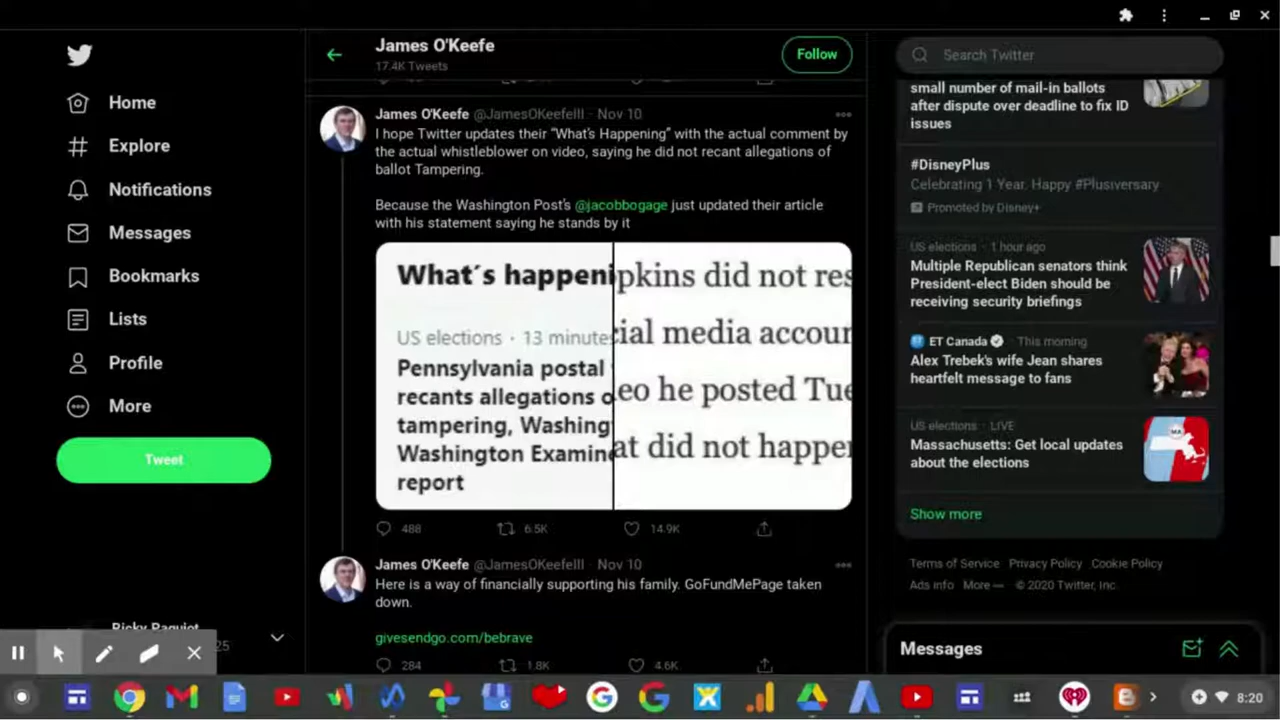 Home
Explore
Notifications
Messages
Bookmarks
Lists
Profile
More
Tweet
James O'Keefe
17.4K Tweets
Follow
James O'Keefe @JamesOKeefeIII · Nov 10
I hope Twitter updates their “What's Happening” with the actual comment by
the actual whistleblower on video, saying he did not recant allegations of
ballot Tampering.
Because the Washington Post's @jacobbogage just updated their article
with his statement saying he stands by it
What´s happeni
US elections · 13 minutes
Pennsylvania postal
recants allegations o
tampering, Washing
Washington Examine
report
pkins did not res
cial media accour
eo he posted Tue
at did not happer
488 6.5K 14.9K
James O'Keefe @JamesOKeefeIII · Nov 10
Here is a way of financially supporting his family. GoFundMePage taken
down.
givesendgo.com/bebrave
284 1.8K 4.6K
Search Twitter
small number of mail-in ballots
after dispute over deadline to fix ID
issues
#DisneyPlus
Celebrating 1 Year. Happy #Plusiversary
Promoted by Disney+
US elections · 1 hour ago
Multiple Republican senators think
President-elect Biden should be
receiving security briefings
ET Canada · This morning
Alex Trebek's wife Jean shares
heartfelt message to fans
US elections · LIVE
Massachusetts: Get local updates
about the elections
MA
Show more
Terms of Service Privacy Policy Cookie Policy
Ads info More © 2020 Twitter, Inc.
Messages
25
8:20